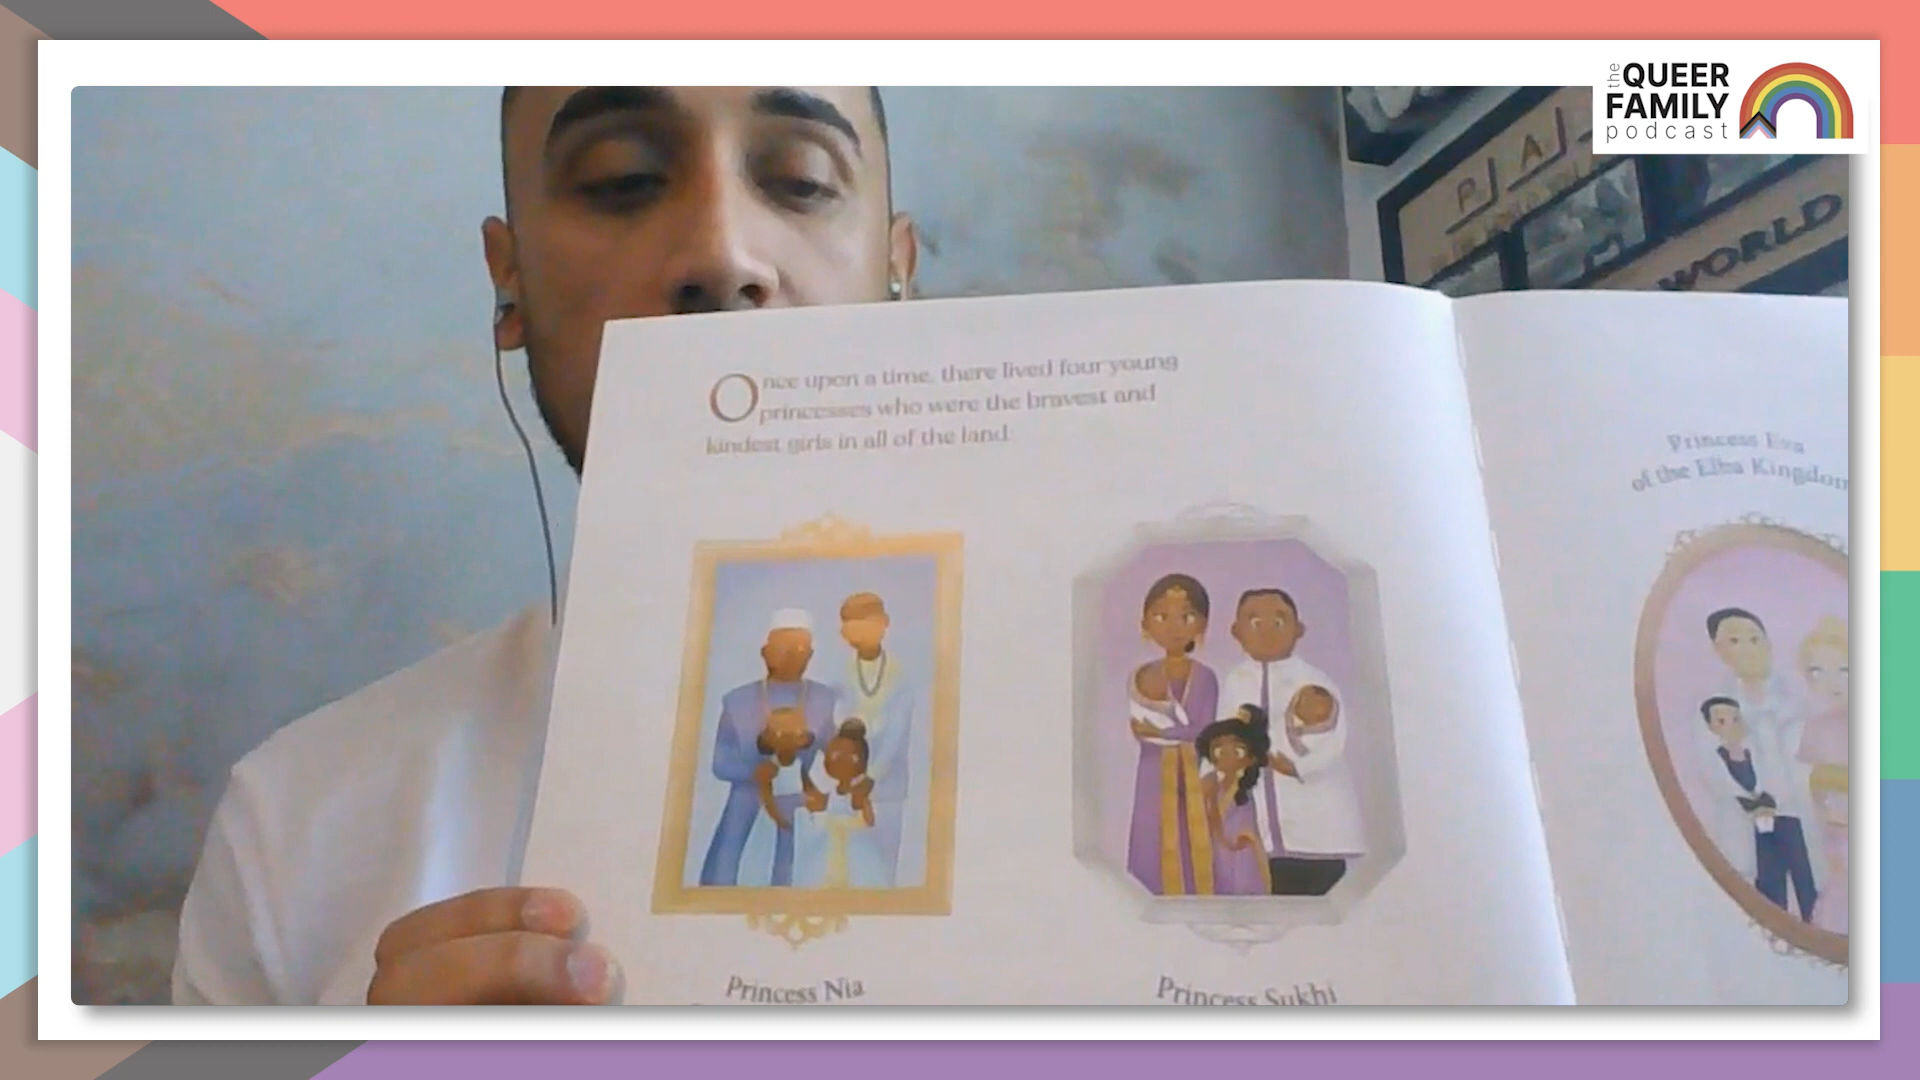 the QUEER
FAMILY
podcast
PA
WORLD
Once upon a time, there lived four young
princesses who were the bravest and
kindest girls in all of the land.
Princess Nia
Princess Sukhi
Princess Eva
of the Elba Kingdom